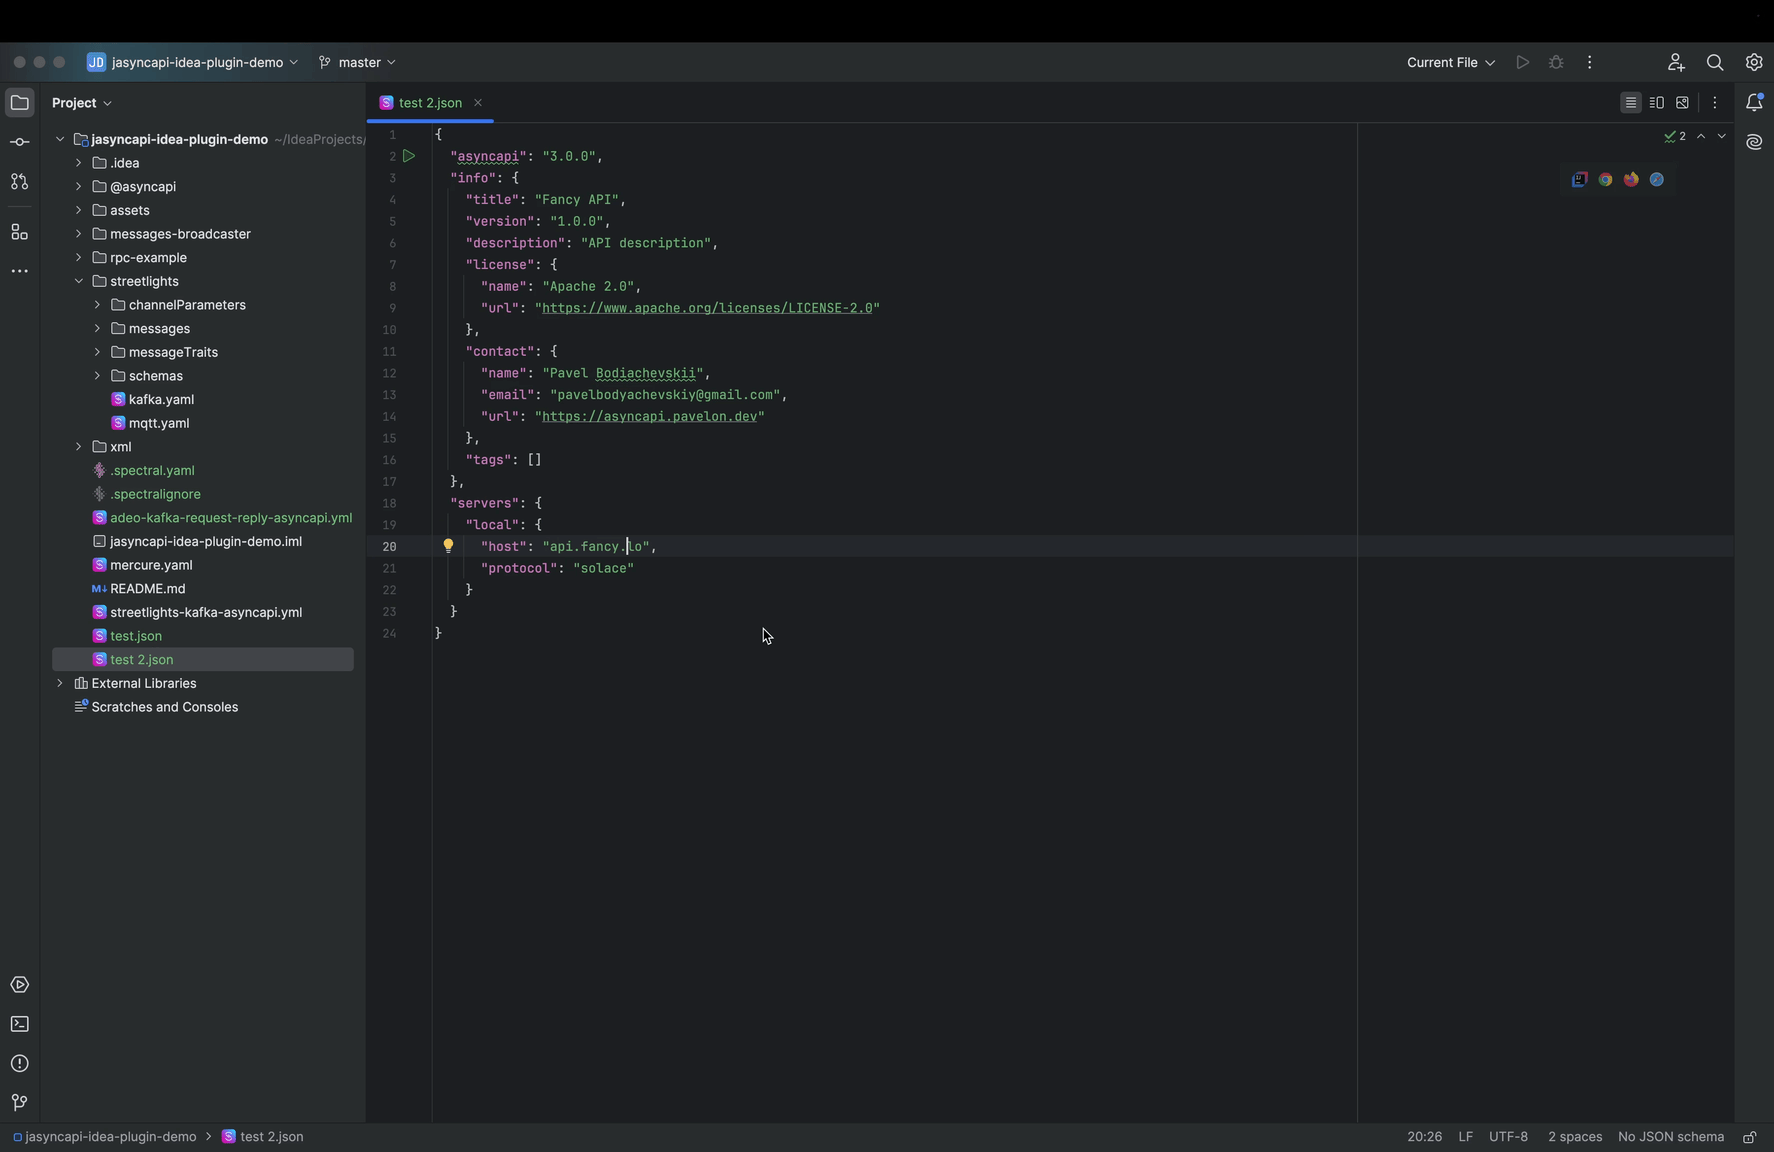 JD jasyncapi-idea-plugin-demo master Current File
Project
jasyncapi-idea-plugin-demo ~/IdeaProjects/
.idea
@asyncapi
assets
messages-broadcaster
rpc-example
streetlights
channelParameters
messages
messageTraits
schemas
kafka.yaml
mqtt.yaml
xml
.spectral.yaml
.spectralignore
adeo-kafka-request-reply-asyncapi.yml
jasyncapi-idea-plugin-demo.iml
mercure.yaml
M↓ README.md
streetlights-kafka-asyncapi.yml
test.json
test 2.json
External Libraries
Scratches and Consoles
test 2.json
2
1 {
2 "asyncapi": "3.0.0",
3 "info": {
4 "title": "Fancy API",
5 "version": "1.0.0",
6 "description": "API description",
7 "license": {
8 "name": "Apache 2.0",
9 "url": "https://www.apache.org/licenses/LICENSE-2.0"
10 },
11 "contact": {
12 "name": "Pavel Bodiachevskii",
13 "email": "pavelbodyachevskiy@gmail.com",
14 "url": "https://asyncapi.pavelon.dev"
15 },
16 "tags": []
17 },
18 "servers": {
19 "local": {
20 "host": "api.fancy.lo",
21 "protocol": "solace"
22 }
23 }
24 }
jasyncapi-idea-plugin-demo > test 2.json
20:26 LF UTF-8 2 spaces No JSON schema